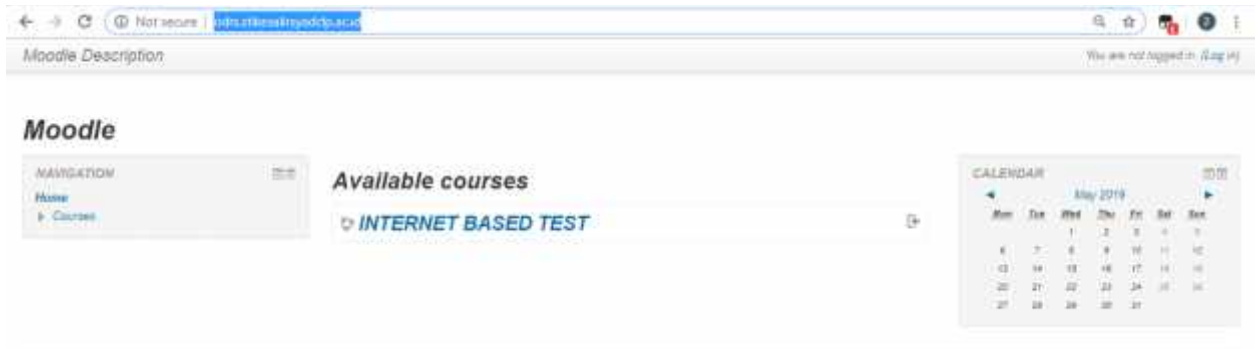 Not secure
Moodle Description
You are not logged in. (Log in)
Moodle
NAVIGATION
Home
Courses
Available courses
INTERNET BASED TEST
CALENDAR
May 2019
Mon Tue Wed Thu Fri Sat Sun
1 2 3 4 5
6 7 8 9 10 11 12
13 14 15 16 17 18 19
20 21 22 23 24 25 26
27 28 29 30 31